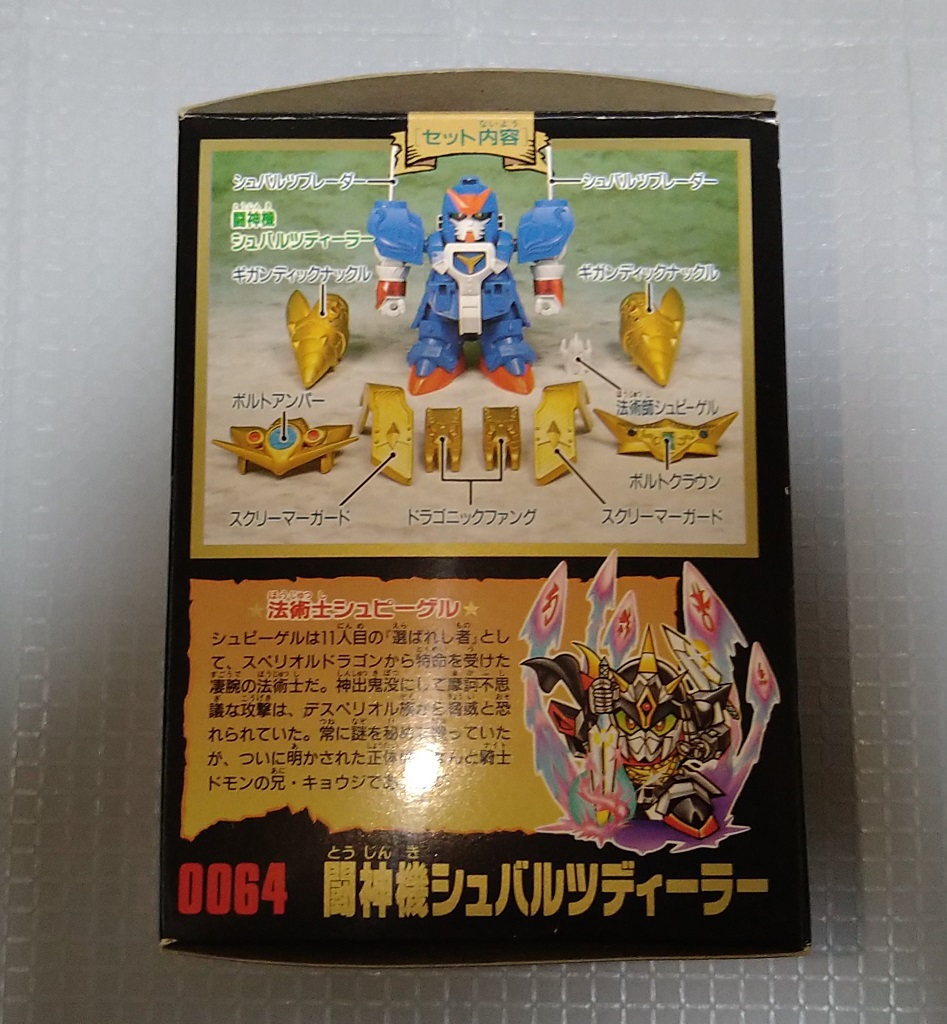 セット内容
シュバルツブレーダー
シュバルツブレーダー
闘神機
シュバルツディーラー
ギガンディックナックル
ギガンディックナックル
ボルトアンバー
法術師シュピーゲル
ボルトクラウン
スクリーマーガード
ドラゴニックファング
スクリーマーガード
★法術士シュピーゲル★
シュピーゲルは11人目の『選ばれし者』とし
て、スペリオルドラゴンから特命を受けた
凄腕の法術士だ。神出鬼没にして摩訶不思
議な攻撃は、デスペリオル族から脅威と恐
れられていた。常に謎を秘め っていた
が、ついに明かされた正体は んと騎士
ドモンの兄・キョウジであ
0064 闘神機シュバルツディーラー